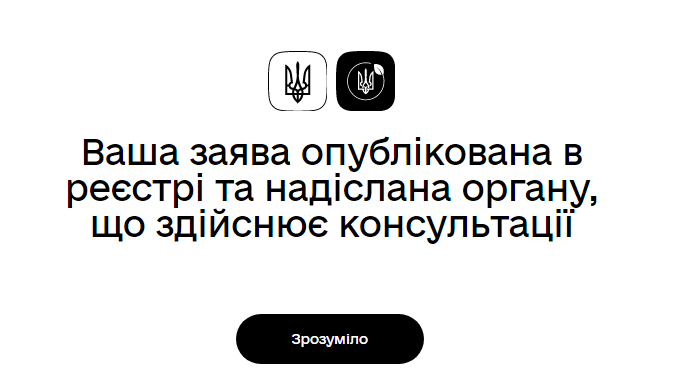 Ваша заява опублікована в
реєстрі та надіслана органу,
що здійснює консультації
Зрозуміло